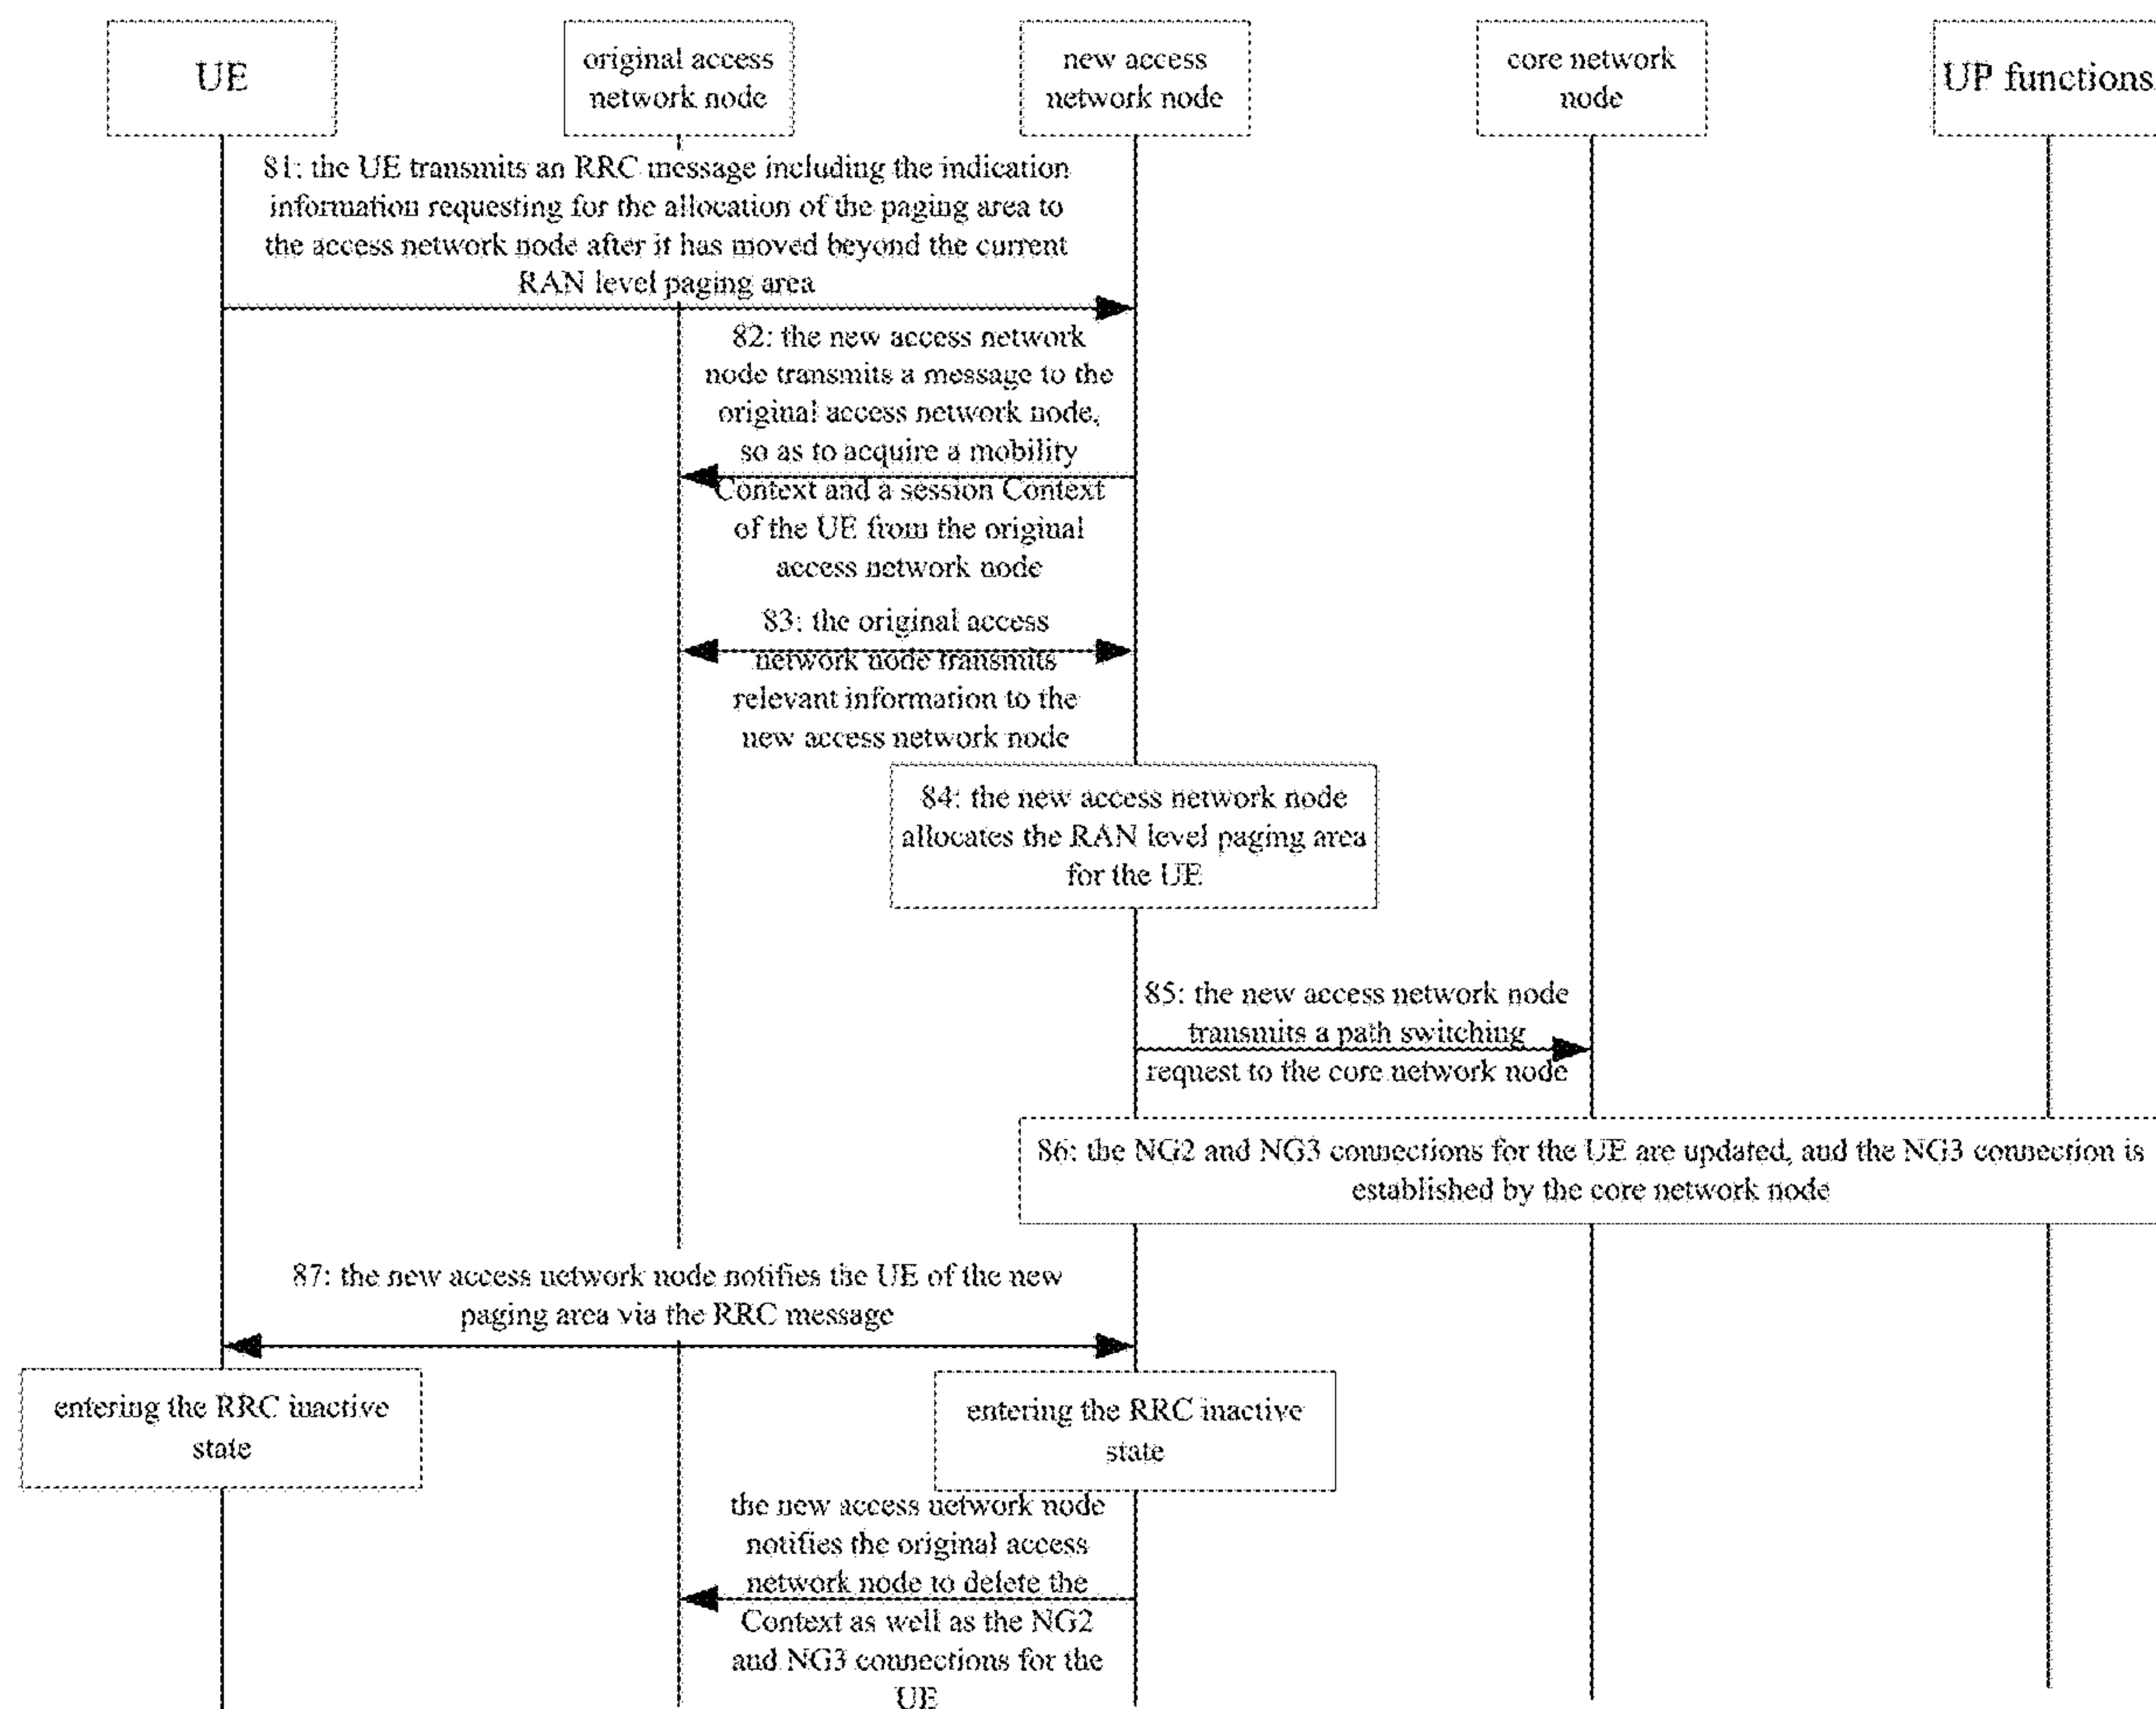 UE
original access
network node
new access
network node
core network
node
UP functions
81: the UE transmits an RRC message including the indication
information requesting for the allocation of the paging area to
the access network node after it has moved beyond the current
RAN level paging area
82: the new access network
node transmits a message to the
original access network node,
so as to acquire a mobility
Context and a session Context
of the UE from the original
access network node
83: the original access
network node transmits
relevant information to the
new access network node
84: the new access network node
allocates the RAN level paging area
for the UE
85: the new access network node
transmits a path switching
request to the core network node
86: the NG2 and NG3 connections for the UE are updated, and the NG3 connection is
established by the core network node
87: the new access network node notifies the UE of the new
paging area via the RRC message
entering the RRC inactive
state
entering the RRC inactive
state
the new access network node
notifies the original access
network node to delete the
Context as well as the NG2
and NG3 connections for the
UE